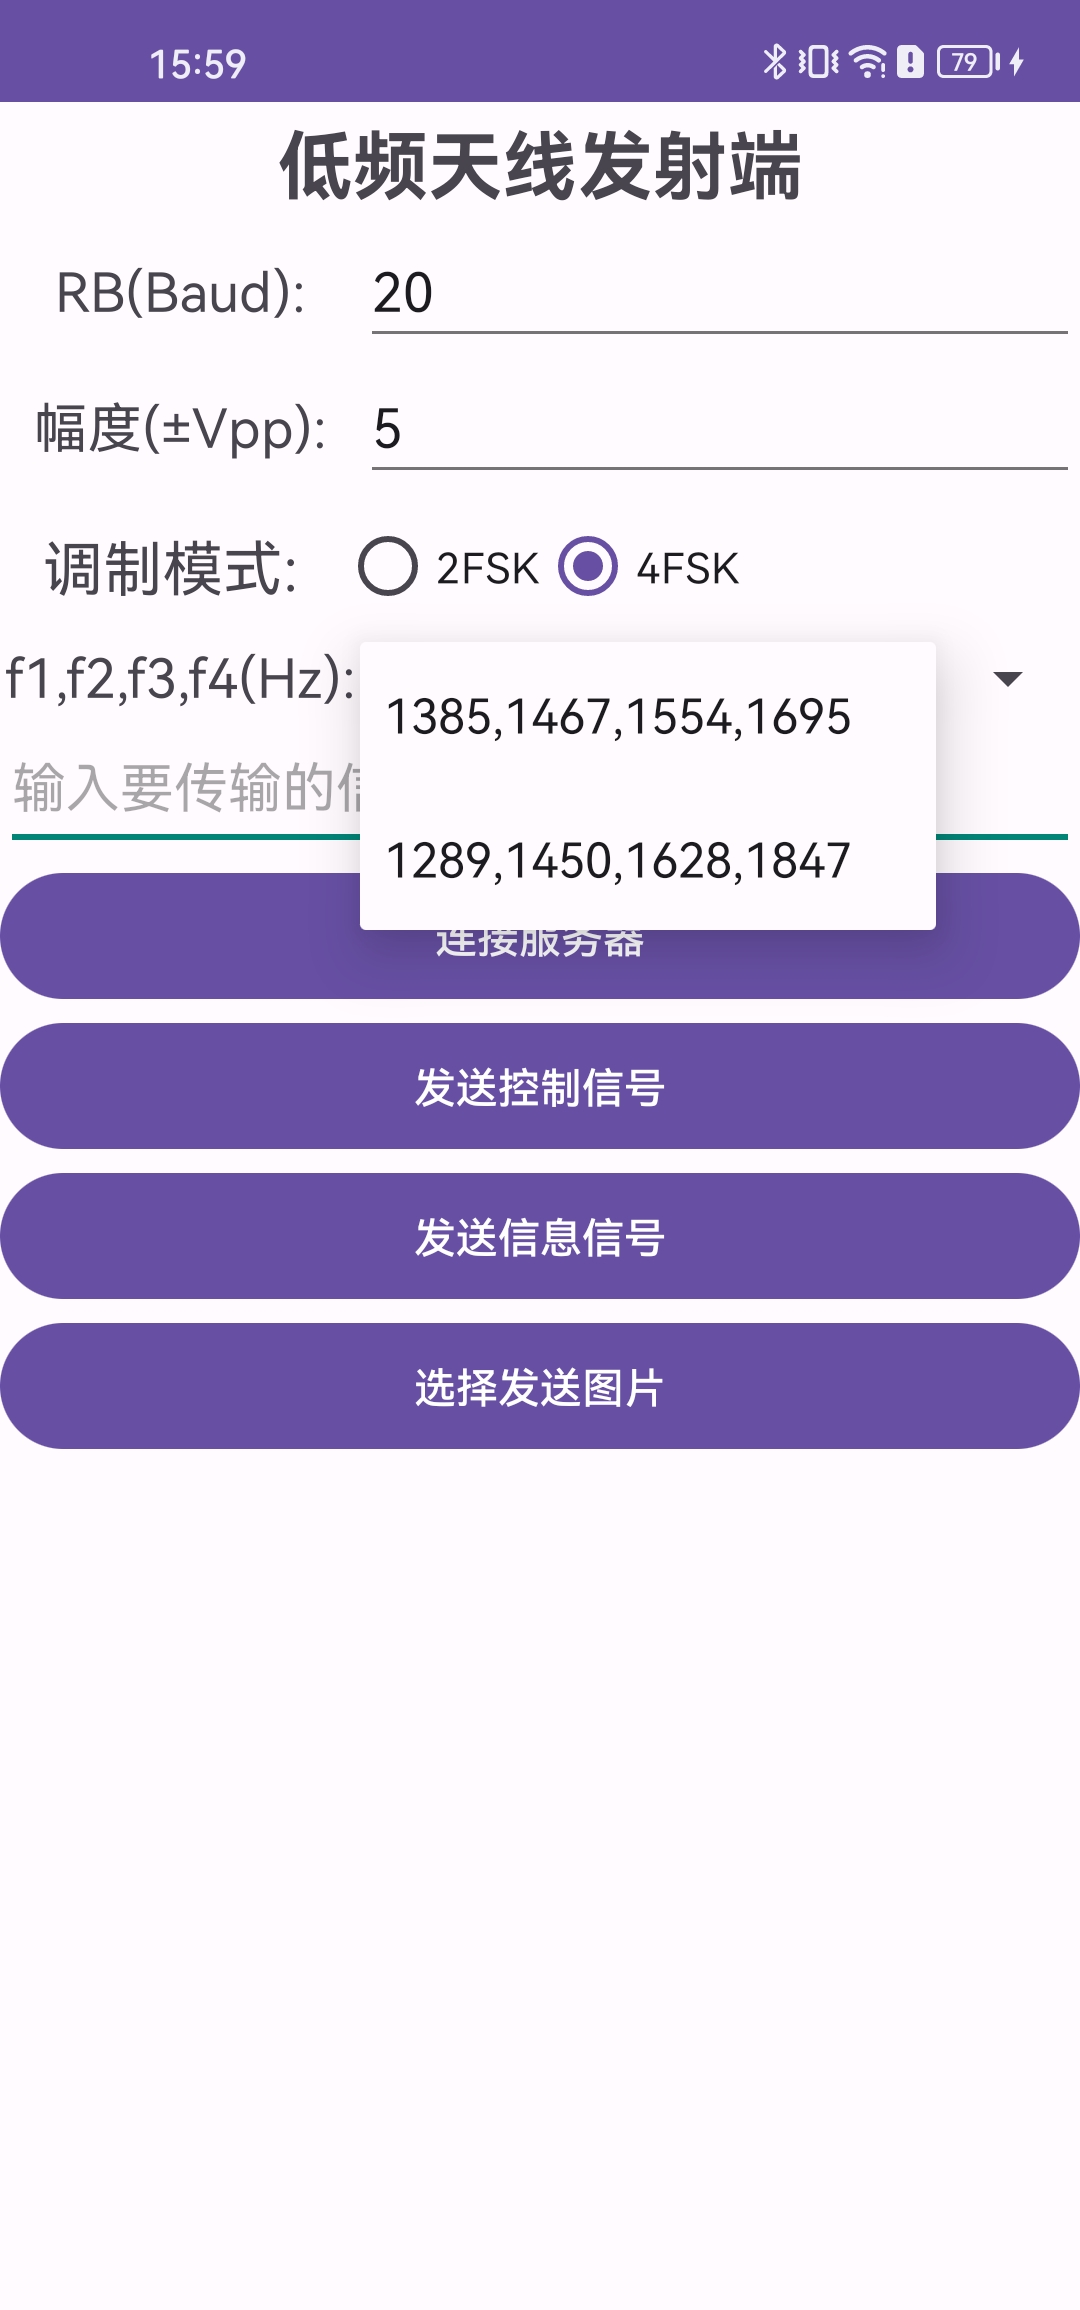 15:59 79
低频天线发射端
RB(Baud): 20
幅度(±Vpp): 5
调制模式: 2FSK 4FSK
f1,f2,f3,f4(Hz):
1385,1467,1554,1695
输入要传输的
1289,1450,1628,1847
连接服务器
发送控制信号
发送信息信号
选择发送图片